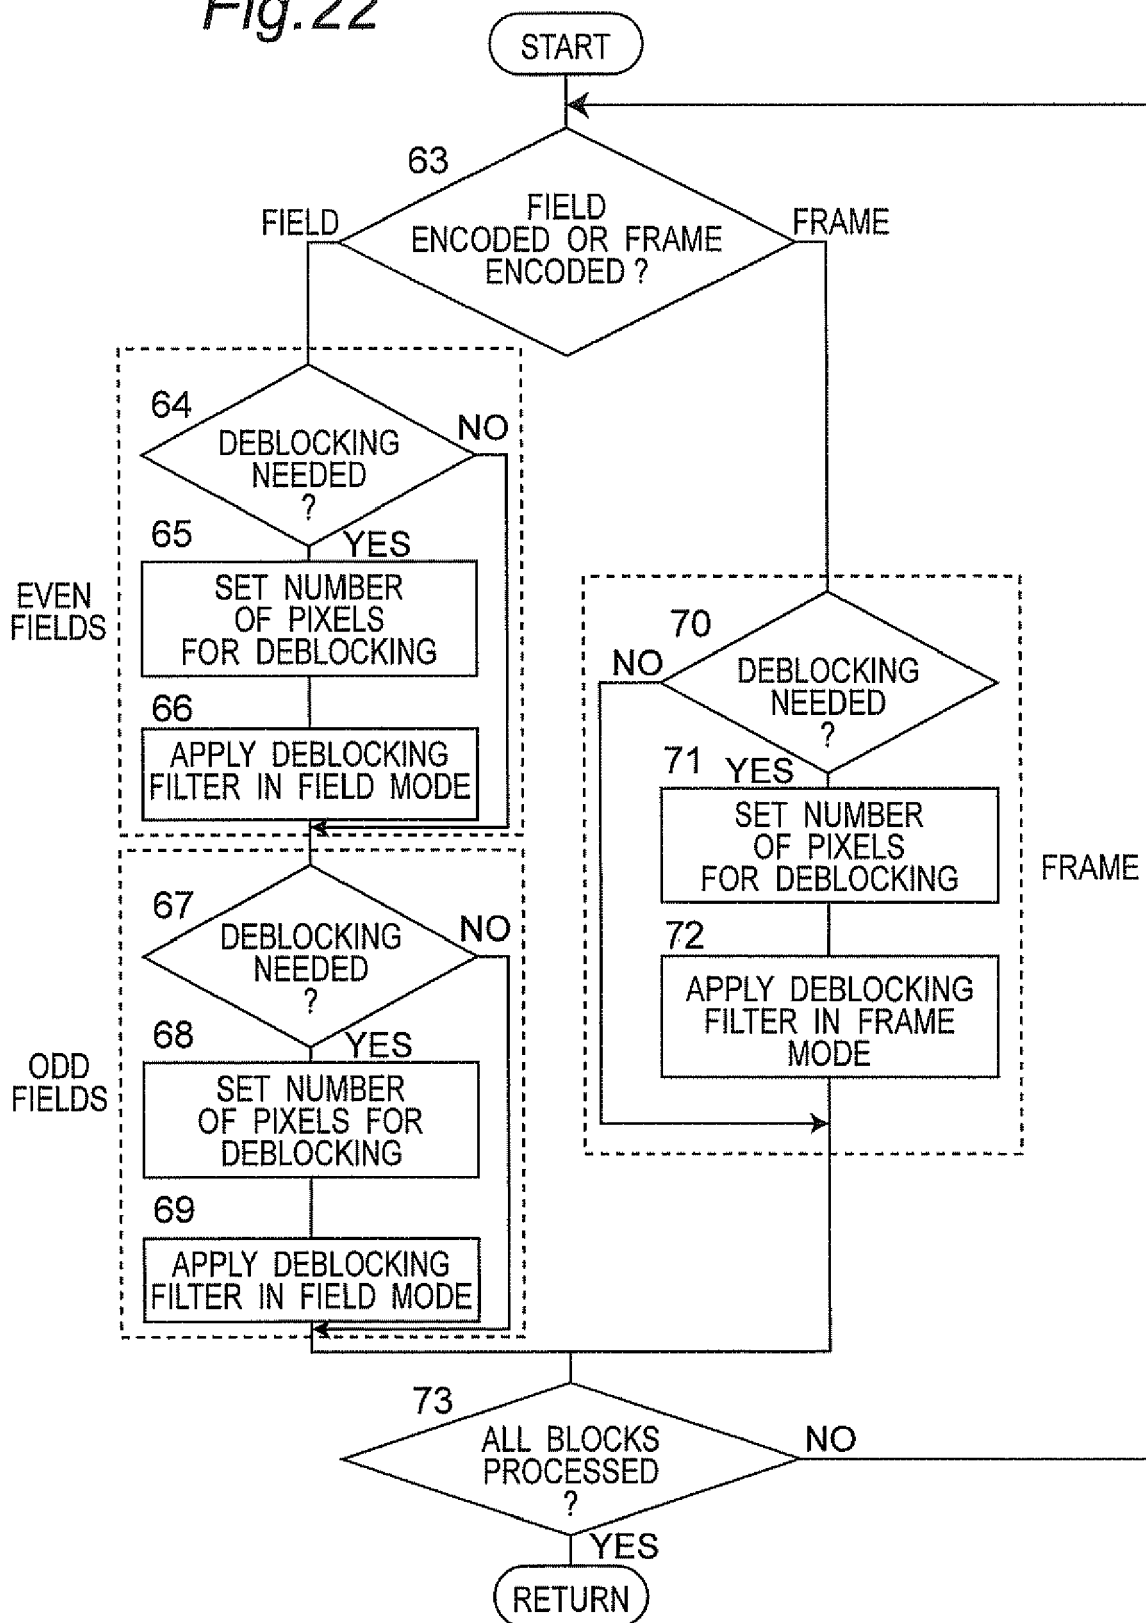 Fig.22
START
63
FIELD
ENCODED OR FRAME
ENCODED ?
FIELD
FRAME
64
DEBLOCKING
NEEDED
?
NO
YES
65
SET NUMBER
OF PIXELS
FOR DEBLOCKING
EVEN
FIELDS
66
APPLY DEBLOCKING
FILTER IN FIELD MODE
67
DEBLOCKING
NEEDED
?
NO
YES
68
SET NUMBER
OF PIXELS FOR
DEBLOCKING
ODD
FIELDS
69
APPLY DEBLOCKING
FILTER IN FIELD MODE
70
NO
DEBLOCKING
NEEDED
?
71
YES
SET NUMBER
OF PIXELS
FOR DEBLOCKING
FRAME
72
APPLY DEBLOCKING
FILTER IN FRAME
MODE
73
ALL BLOCKS
PROCESSED
?
NO
YES
RETURN